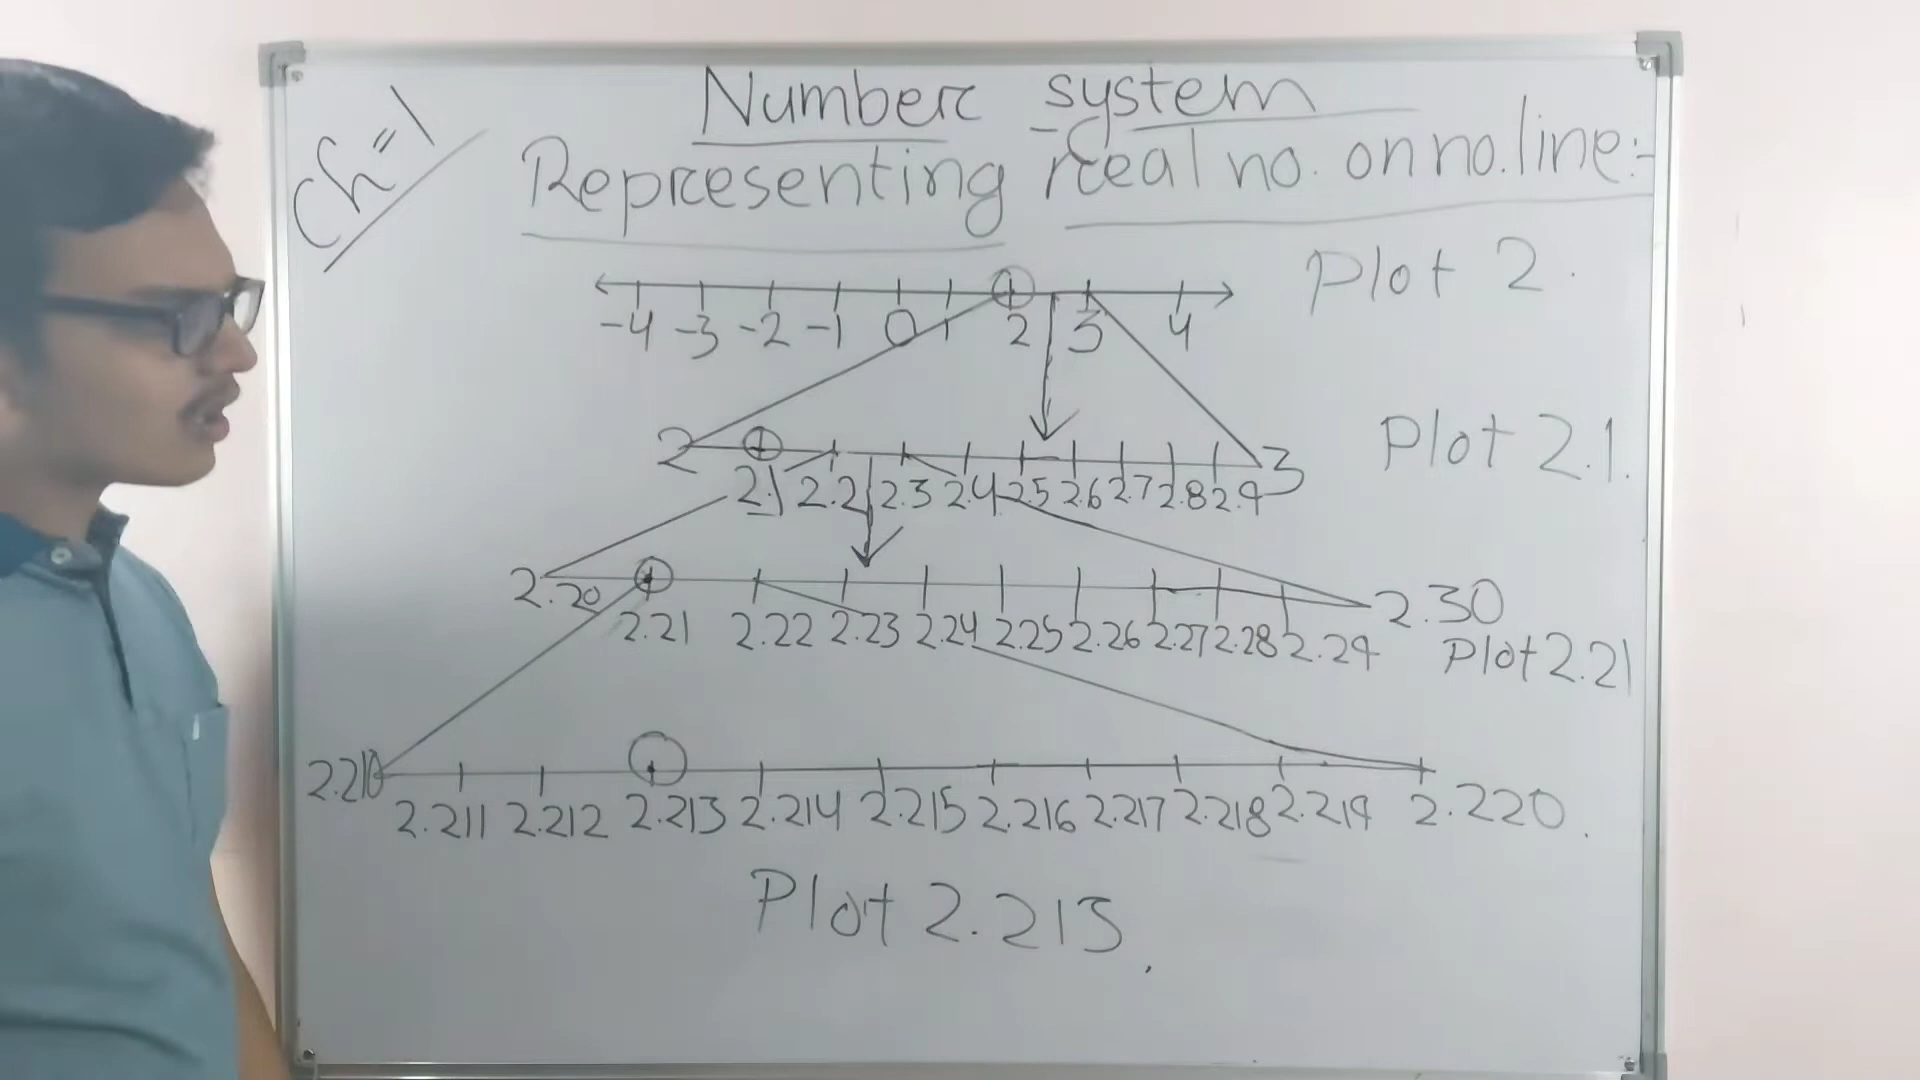 Ch=1
Number system
Representing real no. on no. line:-
Plot 2.
-4 -3 -2 -1 0 1 2 3 4
Plot 2.1.
2 3
2.1 2.2 2.3 2.4 2.5 2.6 2.7 2.8 2.9
2.20 2.30
2.21 2.22 2.23 2.24 2.25 2.26 2.27 2.28 2.29
Plot 2.21
2.210
2.211 2.212 2.213 2.214 2.215 2.216 2.217 2.218 2.219 2.220.
Plot 2.213.